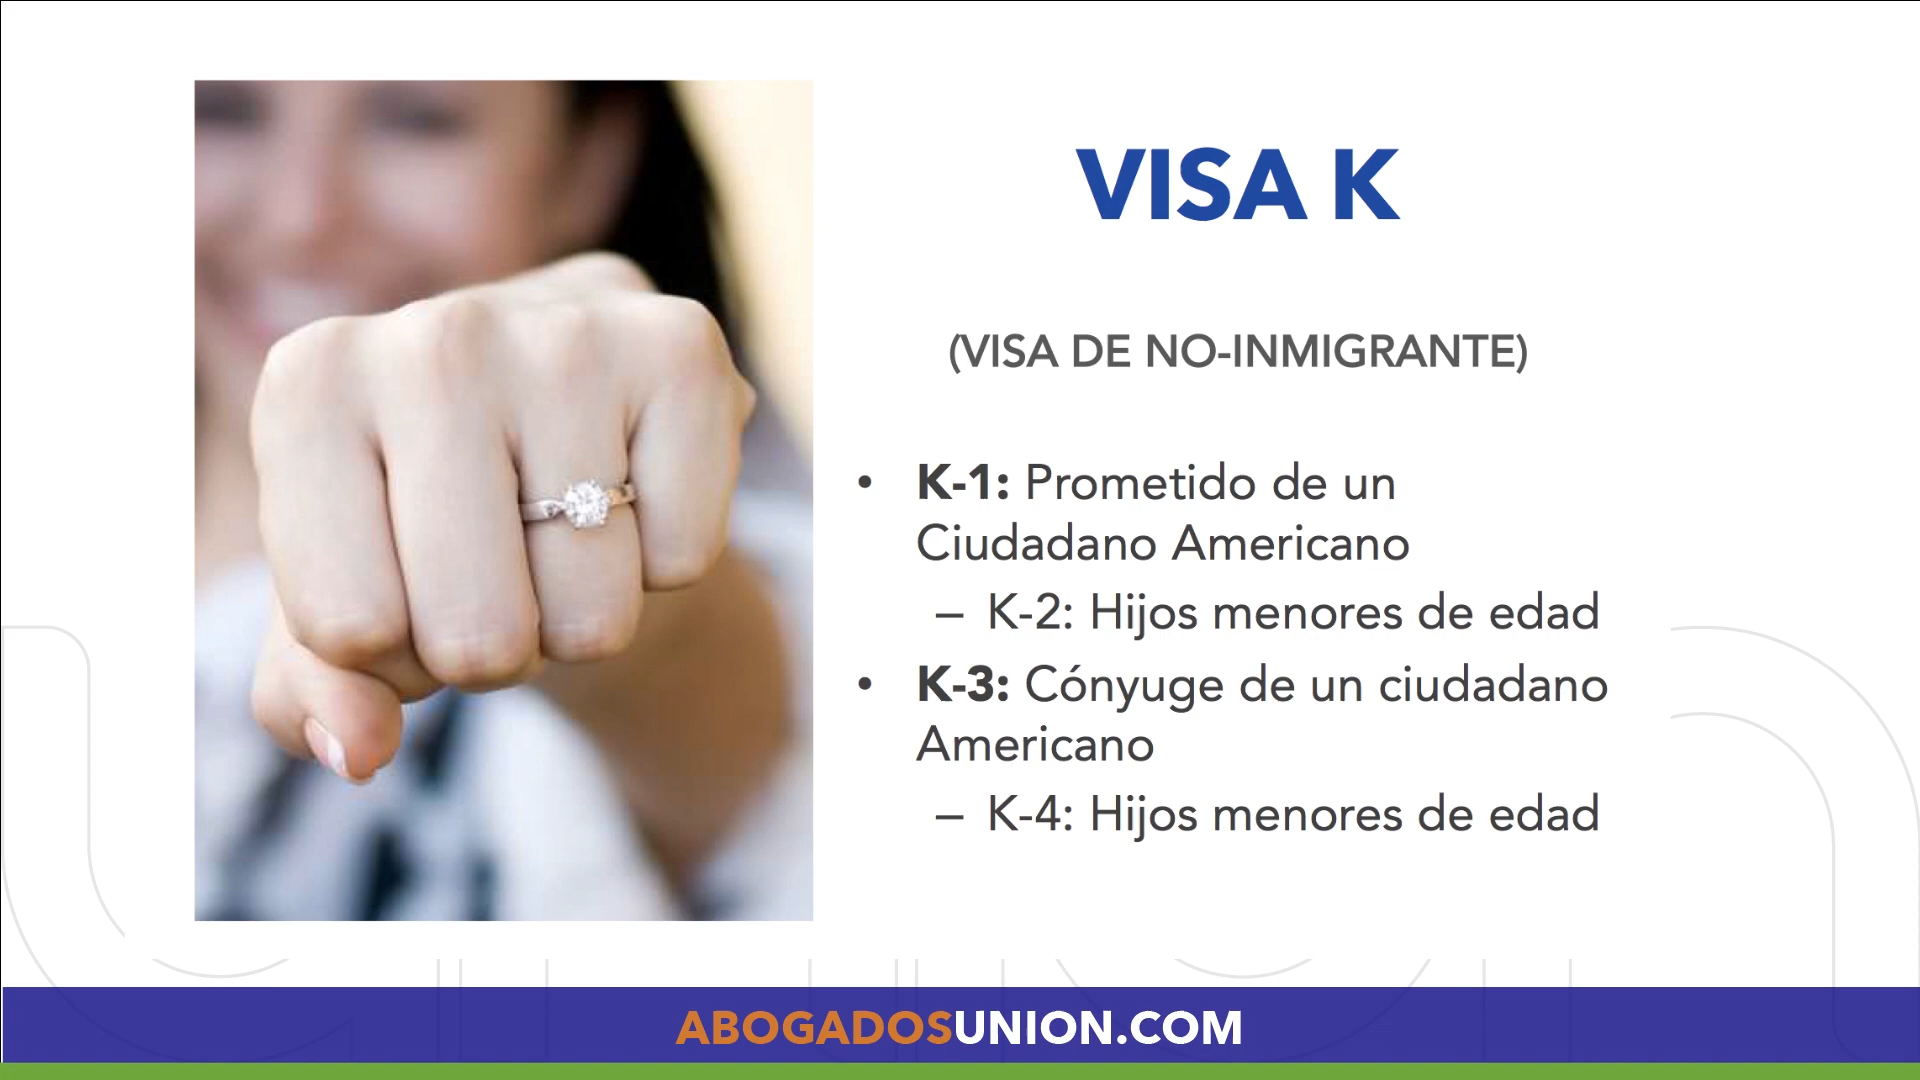 VISA K
(VISA DE NO-INMIGRANTE)
• K-1: Prometido de un
Ciudadano Americano
– K-2: Hijos menores de edad
• K-3: Cónyuge de un ciudadano
Americano
– K-4: Hijos menores de edad
ABOGADOSUNION.COM